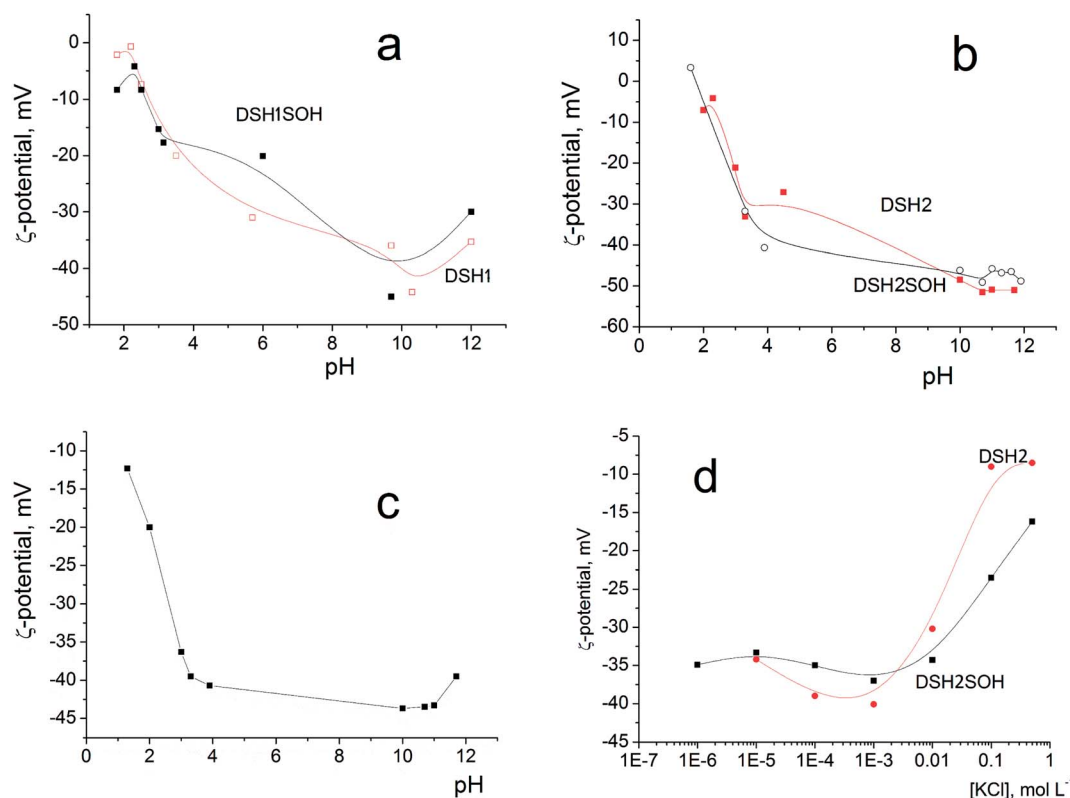 a
ζ-potential, mV
0
-10
-20
-30
-40
-50
DSH1SOH
DSH1
2
4
6
8
10
12
pH
b
ζ-potential, mV
10
0
-10
-20
-30
-40
-50
-60
DSH2
DSH2SOH
0
2
4
6
8
10
12
pH
c
ζ-potential, mV
-10
-15
-20
-25
-30
-35
-40
-45
0
2
4
6
8
10
12
pH
d
ζ-potential, mV
-5
-10
-15
-20
-25
-30
-35
-40
-45
DSH2
DSH2SOH
1E-7
1E-6
1E-5
1E-4
1E-3
0.01
0.1
1
[KCl], mol L-